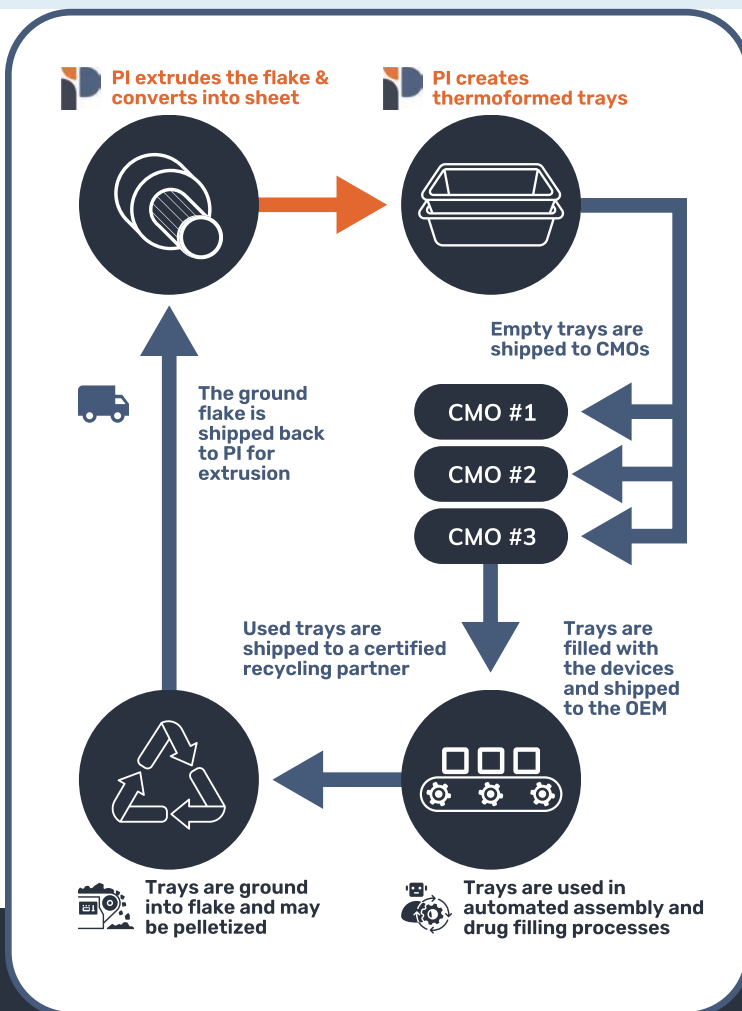 PI extrudes the flake &
converts into sheet
PI creates
thermoformed trays
Empty trays are
shipped to CMOs
The ground
flake is
shipped back
to PI for
extrusion
CMO #1
CMO #2
CMO #3
Used trays are
shipped to a certified
recycling partner
Trays are
filled with
the devices
and shipped
to the OEM
Trays are ground
into flake and may
be pelletized
Trays are used in
automated assembly and
drug filling processes